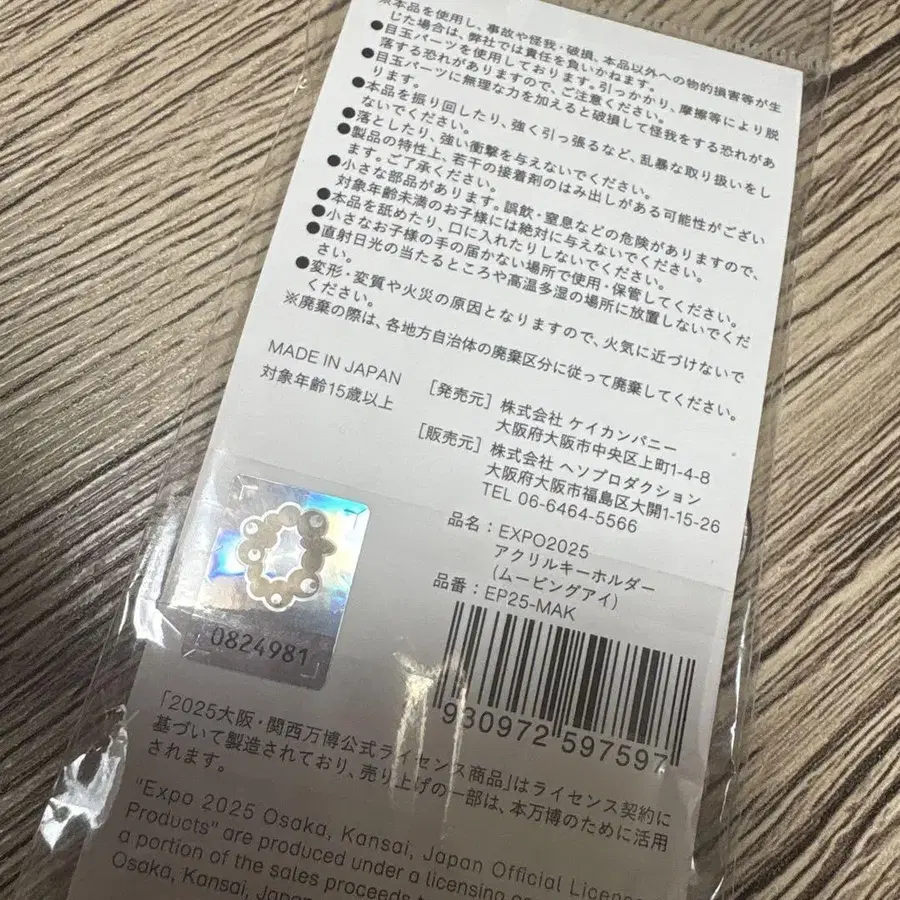 ※本品を使用し、事故や怪我・破損、本品以外への物的損害等が生
じた場合は、弊社では責任を負いかねます。
●目玉パーツを使用しております。引っかかり、摩擦等により脱
落する恐れがありますので、ご注意ください。
●目玉パーツに無理な力を加えると破損して怪我をする恐れがあ
ります。
●本品を振り回したり、強く引っ張るなど、乱暴な取り扱いをし
ないでください。
●落としたり、強い衝撃を与えないでください。
●製品の特性上、若干の接着剤のはみ出しがある可能性がござい
ます。ご了承ください。
●小さな部品があります。誤飲・窒息などの危険がありますので、
対象年齢未満のお子様には絶対に与えないでください。
●本品を舐めたり、口に入れたりしないでください。
●小さなお子様の手の届かない場所で使用・保管してください。
●直射日光の当たるところや高温多湿の場所に放置しないでくだ
さい。
●変形・変質や火災の原因となりますので、火気に近づけないで
ください。
※廃棄の際は、各地方自治体の廃棄区分に従って廃棄してください。
MADE IN JAPAN
対象年齢15歳以上
[発売元] 株式会社 ケイカンパニー
大阪府大阪市中央区上町1-4-8
[販売元] 株式会社 ヘソプロダクション
大阪府大阪市福島区大開1-15-26
TEL 06-6464-5566
品名：EXPO2025
アクリルキーホルダー
(ムービングアイ)
品番：EP25-MAK
0824981
930972 597597
「2025大阪・関西万博公式ライセンス商品」はライセンス契約に
基づいて製造されており、売り上げの一部は、本万博のために活用
されます。
"Expo 2025 Osaka, Kansai, Japan Official License
Products" are produced under a licensing
a portion of the sales proceeds
Osaka, Kansai, Japan